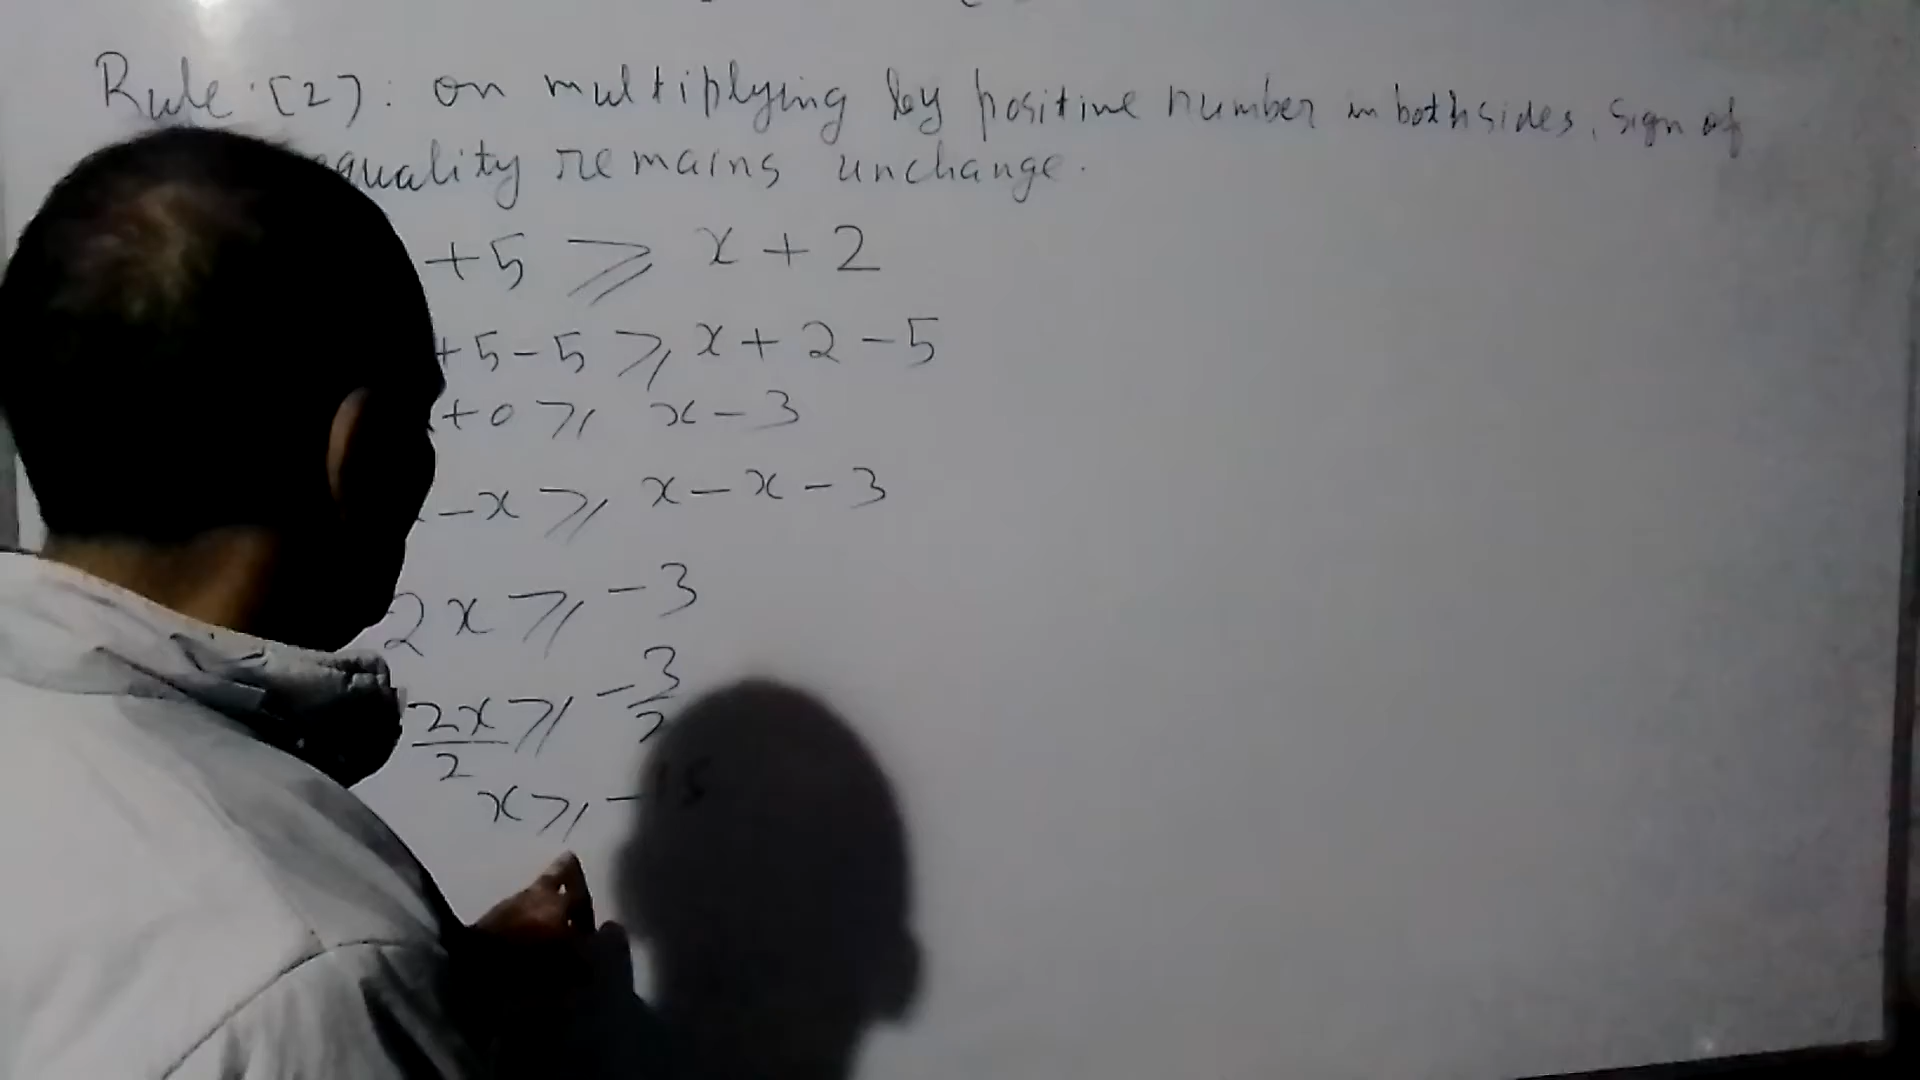 Rule (2): on multiplying by positive number in both sides, sign of
equality remains unchange.
+5 ⩾ x + 2
+5-5 ⩾ x + 2 - 5
+0 ⩾ x - 3
-x ⩾ x - x - 3
2x ⩾ -3
2x/2 ⩾ -3/2
x ⩾ -